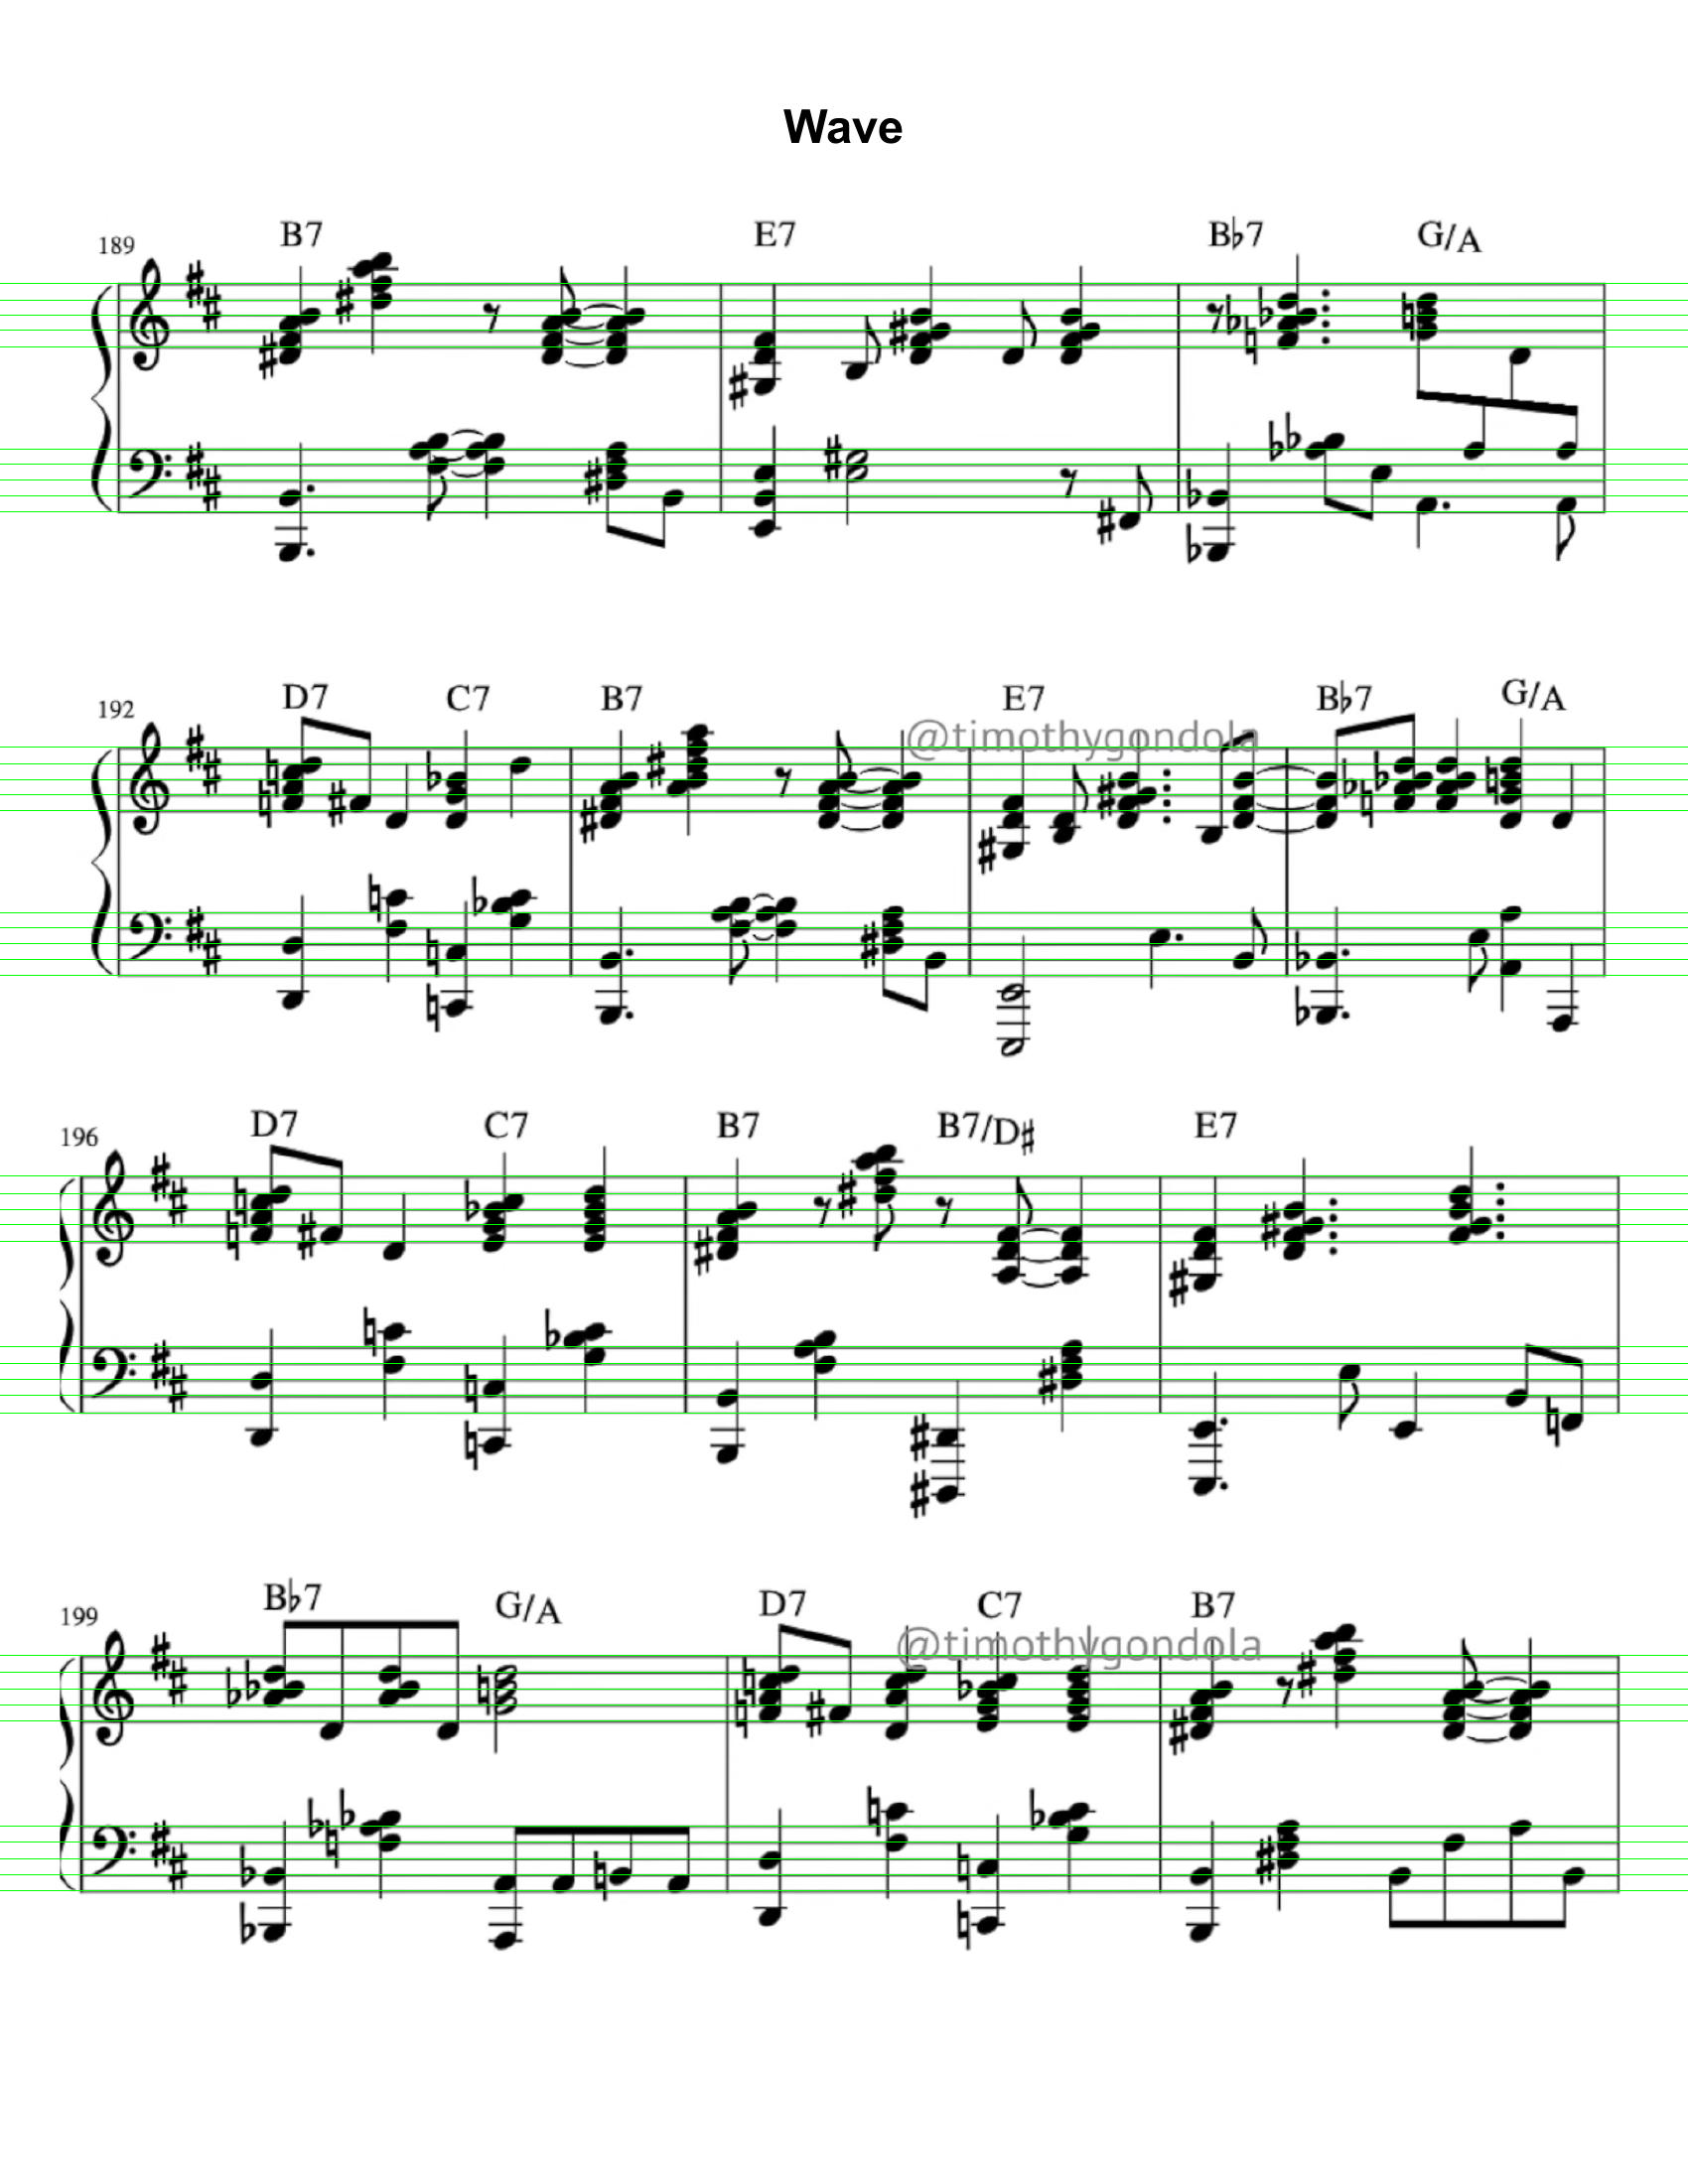 Wave
189 B7 E7 B♭7 G/A
192 D7 C7 B7 E7 B♭7 G/A
@timothygondola
196 D7 C7 B7 B7/D♯ E7
199 B♭7 G/A D7 C7 B7
@timothygondola